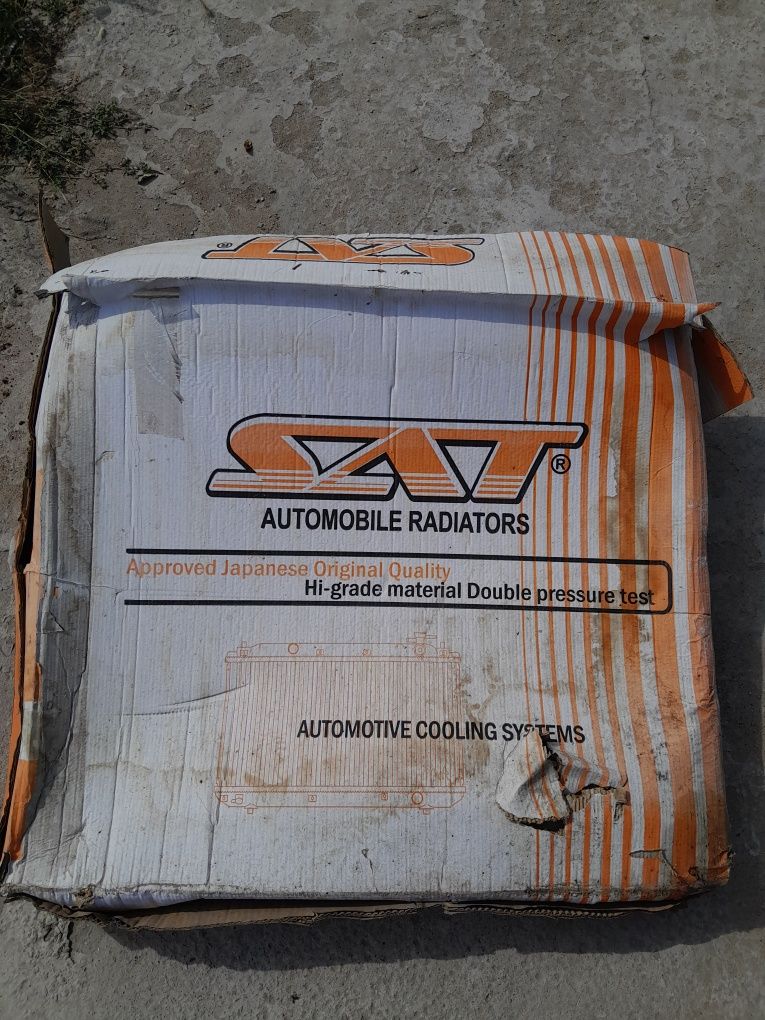 SAT®
SAT®
AUTOMOBILE RADIATORS
Approved Japanese Original Quality
Hi-grade material Double pressure test
AUTOMOTIVE COOLING SYSTEMS